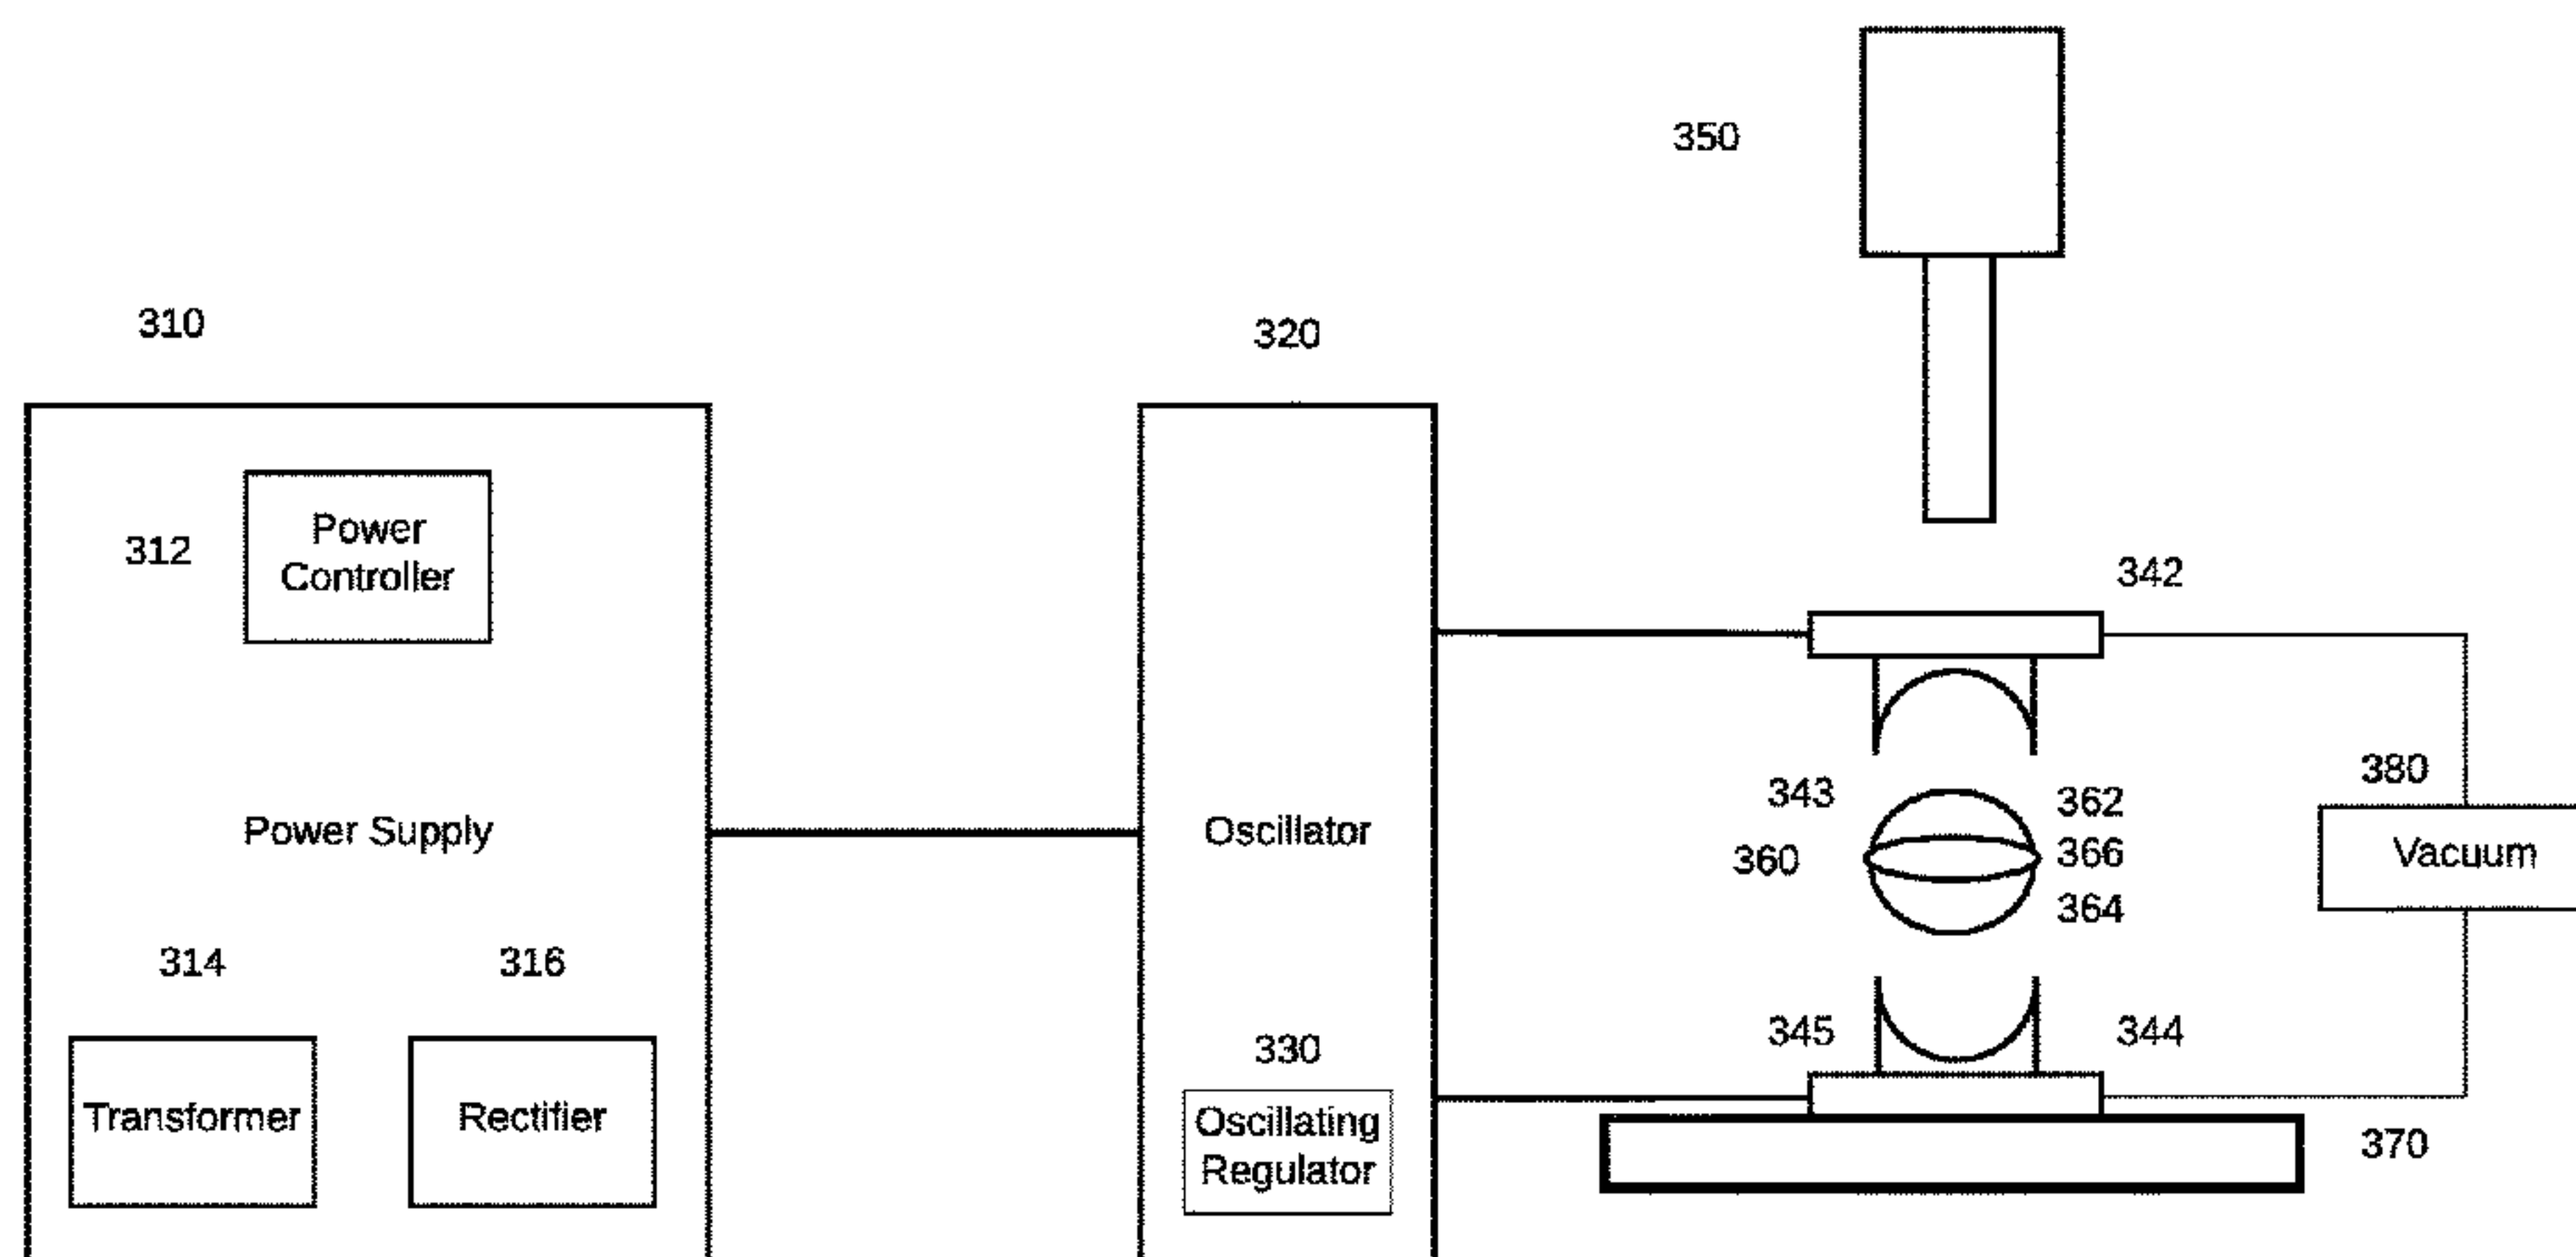 350
310
320
312
Power
Controller
342
343
362
380
360
366
364
Power Supply
Oscillator
Vacuum
314
316
345
344
330
Transformer
Rectifier
Oscillating
Regulator
370